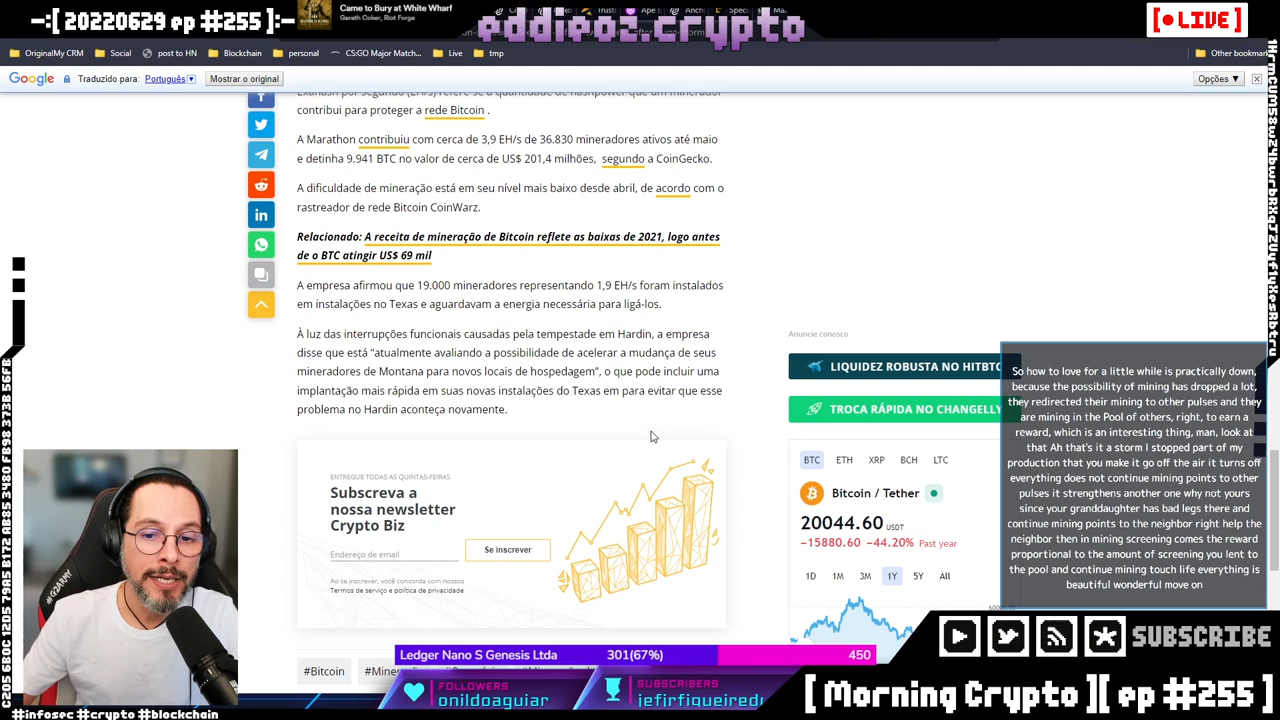 -:[ 20220629 ep #255 ]:-
Came to Bury at White Wharf
Gareth Coker, Riot Forge
eddieoz.crypto
[ LIVE ]
OriginalMy CRM
Social
post to HN
Blockchain
personal
CS:GO Major Match...
Live
tmp
Other bookmar
Google
Traduzido para: Português
Mostrar o original
Opções ▼
contribui para proteger a rede Bitcoin .
A Marathon contribuiu com cerca de 3,9 EH/s de 36.830 mineradores ativos até maio
e detinha 9.941 BTC no valor de cerca de US$ 201,4 milhões, segundo a CoinGecko.
A dificuldade de mineração está em seu nível mais baixo desde abril, de acordo com o
rastreador de rede Bitcoin CoinWarz.
Relacionado: A receita de mineração de Bitcoin reflete as baixas de 2021, logo antes
de o BTC atingir US$ 69 mil
A empresa afirmou que 19.000 mineradores representando 1,9 EH/s foram instalados
em instalações no Texas e aguardavam a energia necessária para ligá-los.
À luz das interrupções funcionais causadas pela tempestade em Hardin, a empresa
disse que está "atualmente avaliando a possibilidade de acelerar a mudança de seus
mineradores de Montana para novos locais de hospedagem", o que pode incluir uma
implantação mais rápida em suas novas instalações do Texas em para evitar que esse
problema no Hardin aconteça novamente.
ENTREGUE TODAS AS QUINTAS-FEIRAS
Subscreva a
nossa newsletter
Crypto Biz
Endereço de email
Se inscrever
Ao se inscrever, você concorda com nossos
Termos de serviço e política de privacidade
#Bitcoin
Anuncie conosco
LIQUIDEZ ROBUSTA NO HITBTC
TROCA RÁPIDA NO CHANGELLY
BTC ETH XRP BCH LTC
Bitcoin / Tether
20044.60 USDT
−15880.60 −44.20% Past year
1D 1M 3M 1Y 5Y All
So how to love for a little while is practically down,
because the possibility of mining has dropped a lot,
they redirected their mining to other pulses and they
are mining in the Pool of others, right, to earn a
reward, which is an interesting thing, man, look at
that Ah that's it a storm I stopped part of my
production that you make it go off the air it turns off
everything does not continue mining points to other
pulses it strengthens another one why not yours
since your granddaughter has bad legs there and
continue mining points to the neighbor right help the
neighbor then in mining screening comes the reward
proportional to the amount of screening you lent to
the pool and continue mining touch life everything is
beautiful wonderful move on
Ledger Nano S Genesis Ltda 301(67%) 450
FOLLOWERS
onildoaguiar
SUBSCRIBERS
jefjrfigueiredo
SUBSCRIBE
[ Morning Crypto ][ ep #255 ]
#infosec #crypto #blockchain